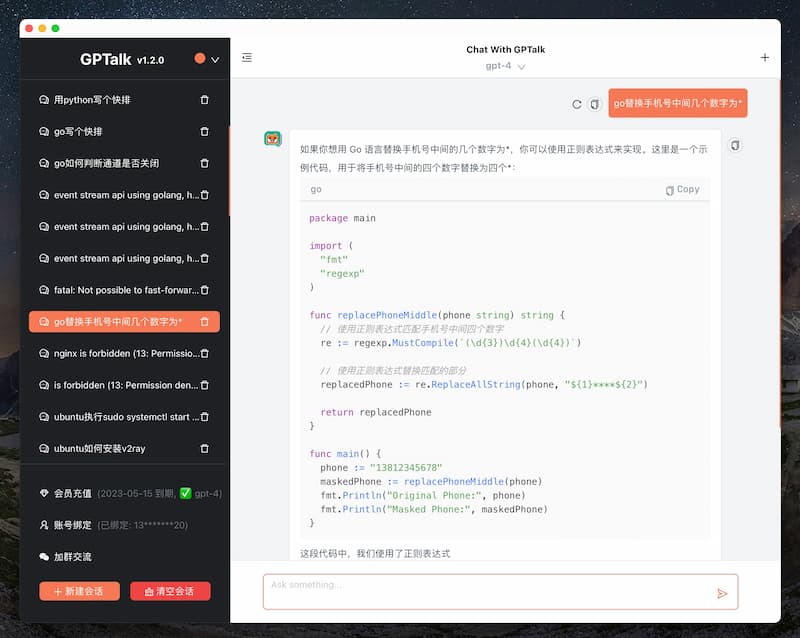 GPTalk v1.2.0
用python写个快排
go写个快排
go如何判断通道是否关闭
event stream api using golang, h...
event stream api using golang, h...
event stream api using golang, h...
fatal: Not possible to fast-forwar...
go替换手机号中间几个数字为*
nginx is forbidden (13: Permissio...
is forbidden (13: Permission den...
ubuntu执行sudo systemctl start ...
ubuntu如何安装v2ray
会员充值 (2023-05-15 到期, ✅ gpt-4)
账号绑定 (已绑定: 13*******20)
加群交流
+ 新建会话
清空会话
Chat With GPTalk
gpt-4
go替换手机号中间几个数字为*
如果你想用 Go 语言替换手机号中间的几个数字为*，你可以使用正则表达式来实现。这里是一个示
例代码，用于将手机号中间的四个数字替换为四个*：
go
Copy
package main
import (
"fmt"
"regexp"
)
func replacePhoneMiddle(phone string) string {
// 使用正则表达式匹配手机号中间四个数字
re := regexp.MustCompile(`(\d{3})\d{4}(\d{4})`)
// 使用正则表达式替换匹配的部分
replacedPhone := re.ReplaceAllString(phone, "${1}****${2}")
return replacedPhone
}
func main() {
phone := "13812345678"
maskedPhone := replacePhoneMiddle(phone)
fmt.Println("Original Phone:", phone)
fmt.Println("Masked Phone:", maskedPhone)
}
这段代码中，我们使用了正则表达式
Ask something...